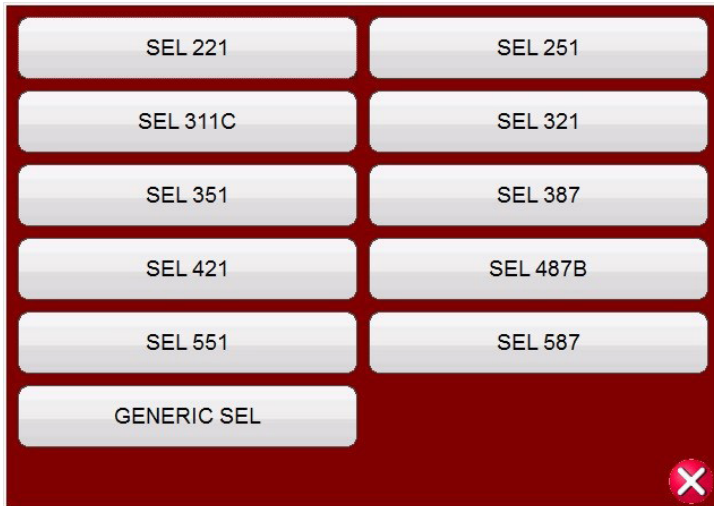 SEL 221
SEL 251
SEL 311C
SEL 321
SEL 351
SEL 387
SEL 421
SEL 487B
SEL 551
SEL 587
GENERIC SEL